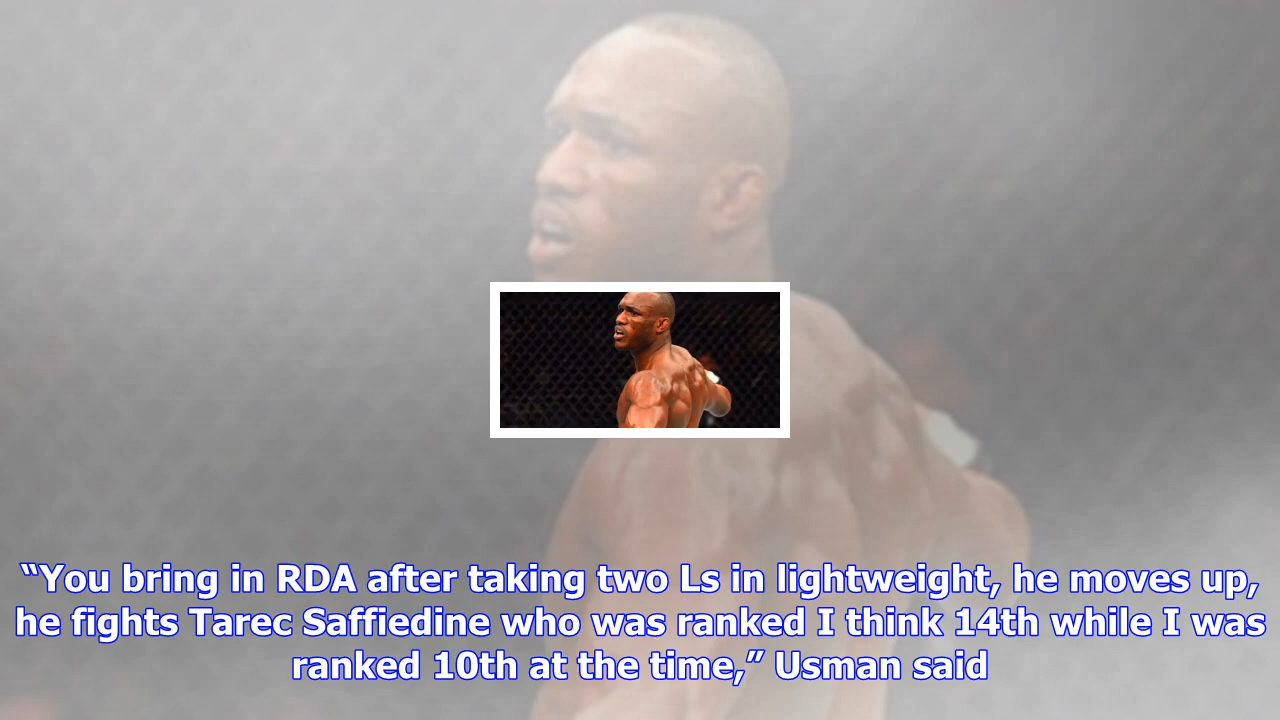 “You bring in RDA after taking two Ls in lightweight, he moves up,
he fights Tarec Saffiedine who was ranked I think 14th while I was
ranked 10th at the time,” Usman said